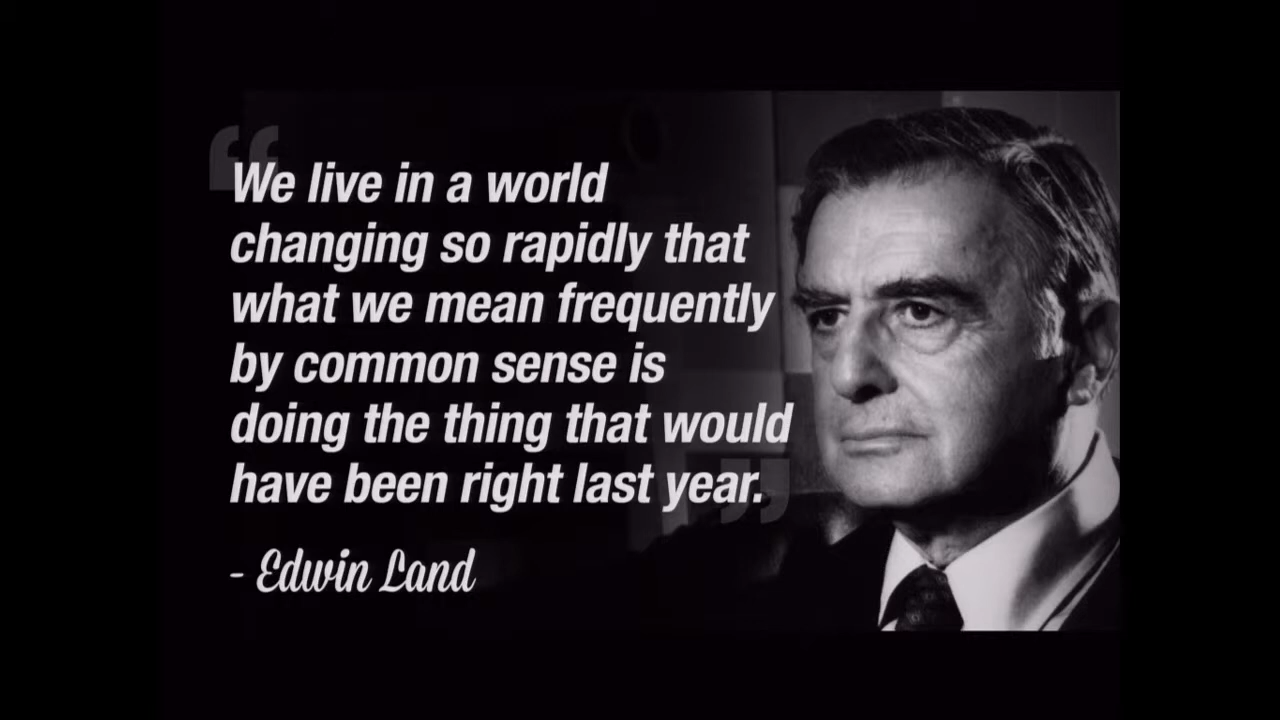 “
We live in a world
changing so rapidly that
what we mean frequently
by common sense is
doing the thing that would
have been right last year.
”
- Edwin Land